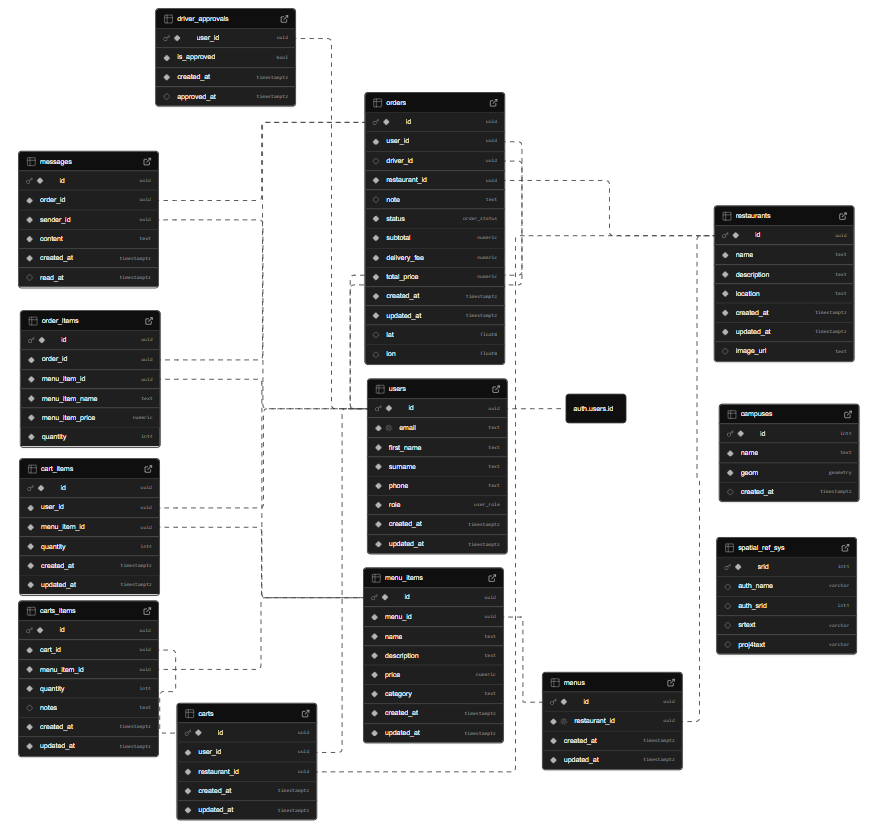 driver_approvals
user_id uuid
is_approved bool
created_at timestamptz
approved_at timestamptz
orders
id uuid
user_id uuid
driver_id uuid
restaurant_id uuid
note text
status order_status
subtotal numeric
delivery_fee numeric
total_price numeric
created_at timestamptz
updated_at timestamptz
lat float8
lon float8
messages
id uuid
order_id uuid
sender_id uuid
content text
created_at timestamptz
read_at timestamptz
restaurants
id uuid
name text
description text
location text
created_at timestamptz
updated_at timestamptz
image_url text
order_items
id uuid
order_id uuid
menu_item_id uuid
menu_item_name text
menu_item_price numeric
quantity int4
users
id uuid
email text
first_name text
surname text
phone text
role user_role
created_at timestamptz
updated_at timestamptz
auth.users.id
campuses
id int4
name text
geom geometry
created_at timestamptz
cart_items
id uuid
user_id uuid
menu_item_id uuid
quantity int4
created_at timestamptz
updated_at timestamptz
spatial_ref_sys
srid int4
auth_name varchar
auth_srid int4
srtext varchar
proj4text varchar
menu_items
id uuid
menu_id uuid
name text
description text
price numeric
category text
created_at timestamptz
updated_at timestamptz
carts_items
id uuid
cart_id uuid
menu_item_id uuid
quantity int4
notes text
created_at timestamptz
updated_at timestamptz
menus
id uuid
restaurant_id uuid
created_at timestamptz
updated_at timestamptz
carts
id uuid
user_id uuid
restaurant_id uuid
created_at timestamptz
updated_at timestamptz